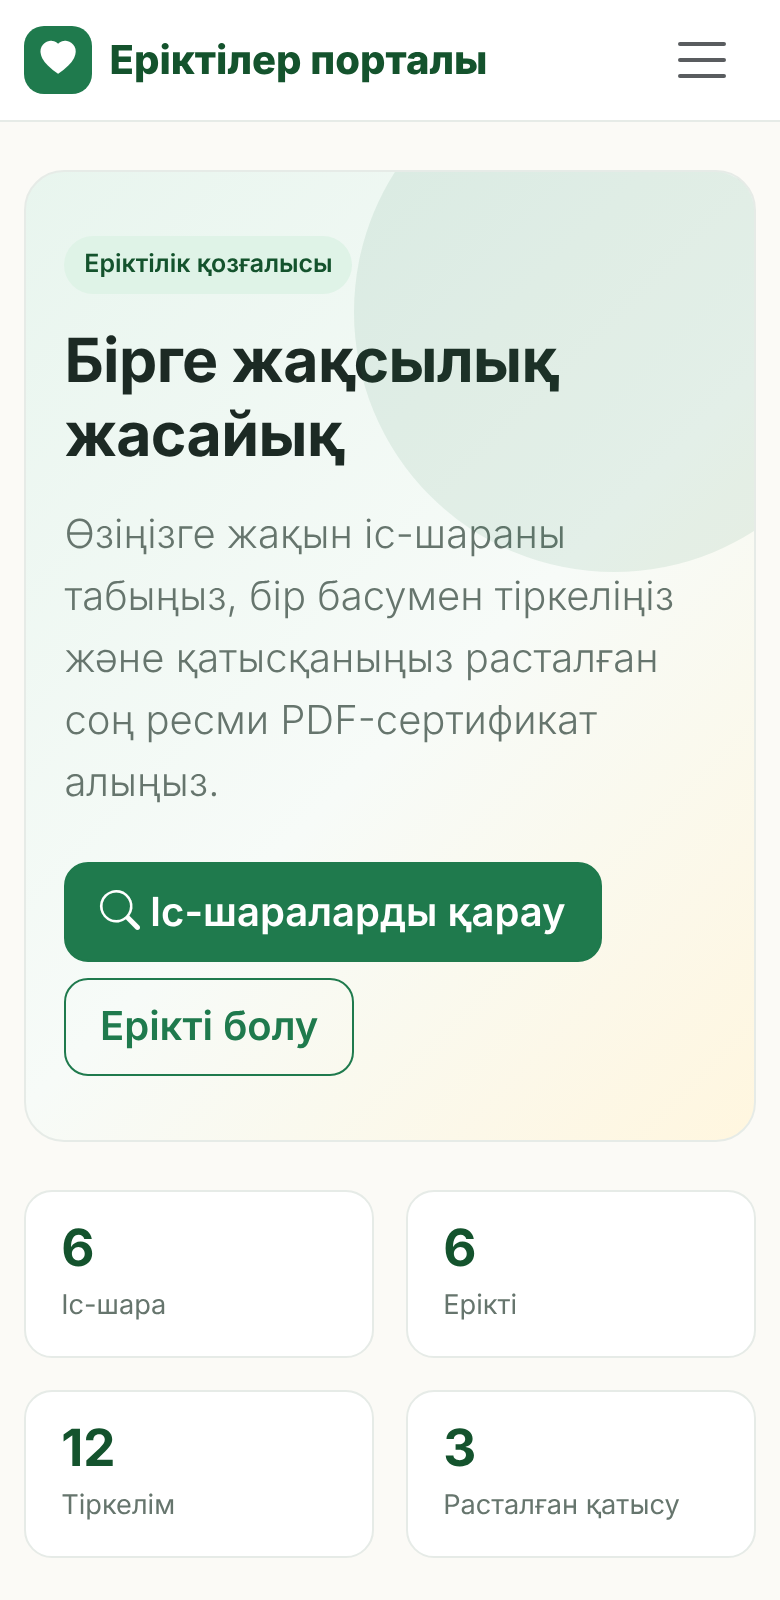 Еріктілер порталы
Еріктілік қозғалысы
Бірге жақсылық
жасайық
Өзіңізге жақын іс-шараны
табыңыз, бір басумен тіркеліңіз
және қатысқаныңыз расталған
соң ресми PDF-сертификат
алыңыз.
Іс-шараларды қарау
Ерікті болу
6
Іс-шара
6
Ерікті
12
Тіркелім
3
Расталған қатысу